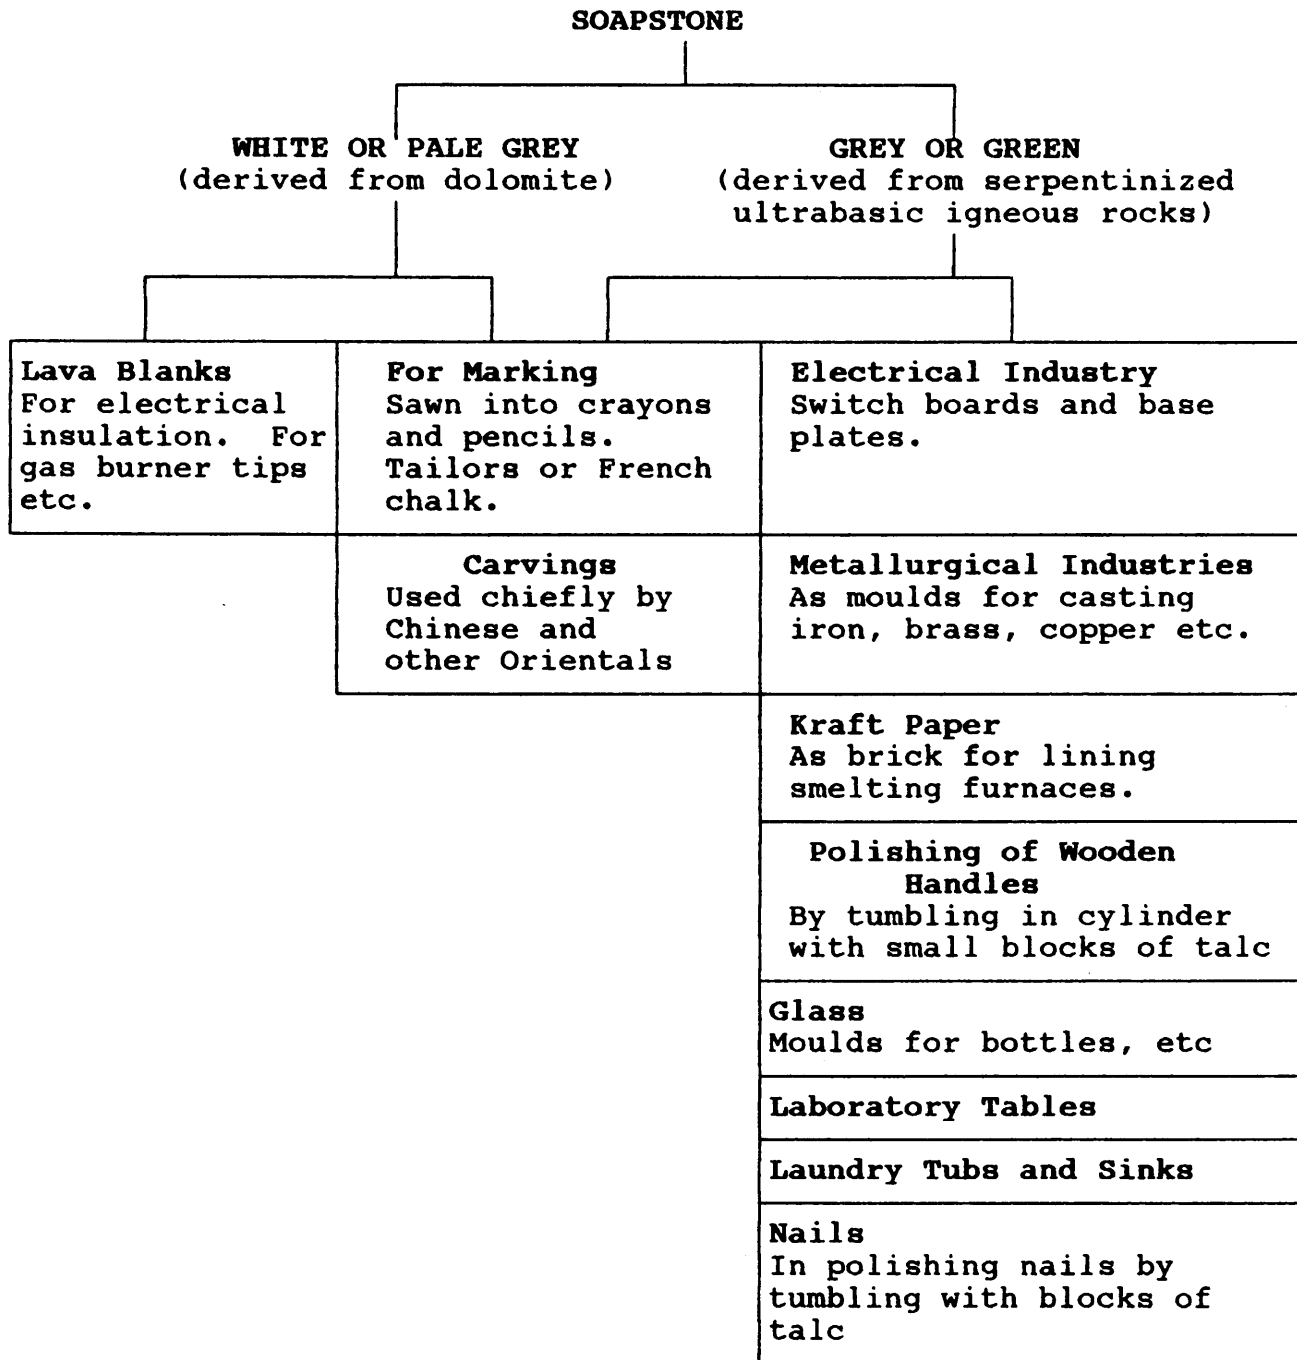 SOAPSTONE
WHITE OR PALE GREY
(derived from dolomite)
GREY OR GREEN
(derived from serpentinized
ultrabasic igneous rocks)
Lava Blanks
For electrical
insulation. For
gas burner tips
etc.
For Marking
Sawn into crayons
and pencils.
Tailors or French
chalk.
Electrical Industry
Switch boards and base
plates.
Carvings
Used chiefly by
Chinese and
other Orientals
Metallurgical Industries
As moulds for casting
iron, brass, copper etc.
Kraft Paper
As brick for lining
smelting furnaces.
Polishing of Wooden
Handles
By tumbling in cylinder
with small blocks of talc
Glass
Moulds for bottles, etc
Laboratory Tables
Laundry Tubs and Sinks
Nails
In polishing nails by
tumbling with blocks of
talc